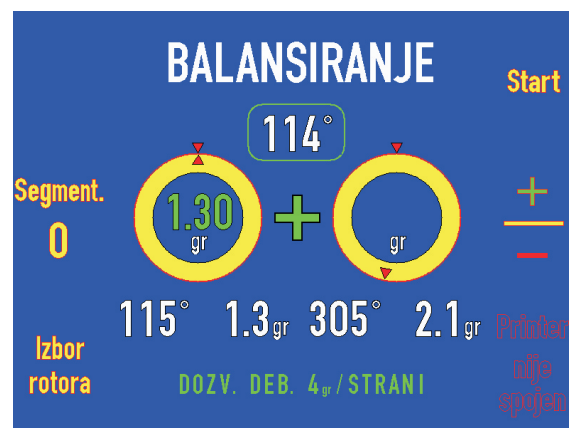 BALANSIRANJE
Start
114°
Segment.
0
1.30
gr
+
gr
+
−
115° 1.3gr 305° 2.1gr
Izbor
rotora
DOZV. DEB. 4gr/STRANI
Printer
nije
spojen